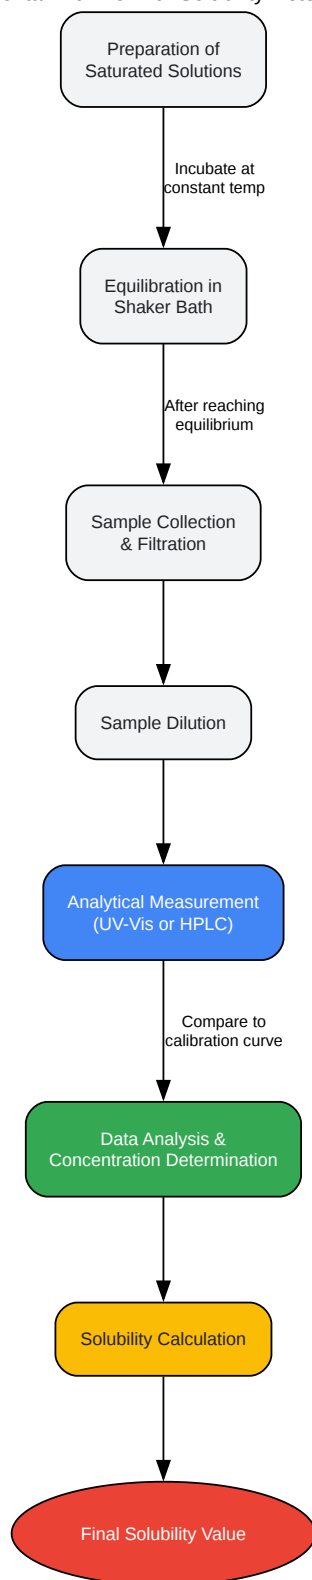 Preparation of
Saturated Solutions
Incubate at
constant temp
Equilibration in
Shaker Bath
After reaching
equilibrium
Sample Collection
& Filtration
Sample Dilution
Analytical Measurement
(UV-Vis or HPLC)
Compare to
calibration curve
Data Analysis &
Concentration Determination
Solubility Calculation
Final Solubility Value